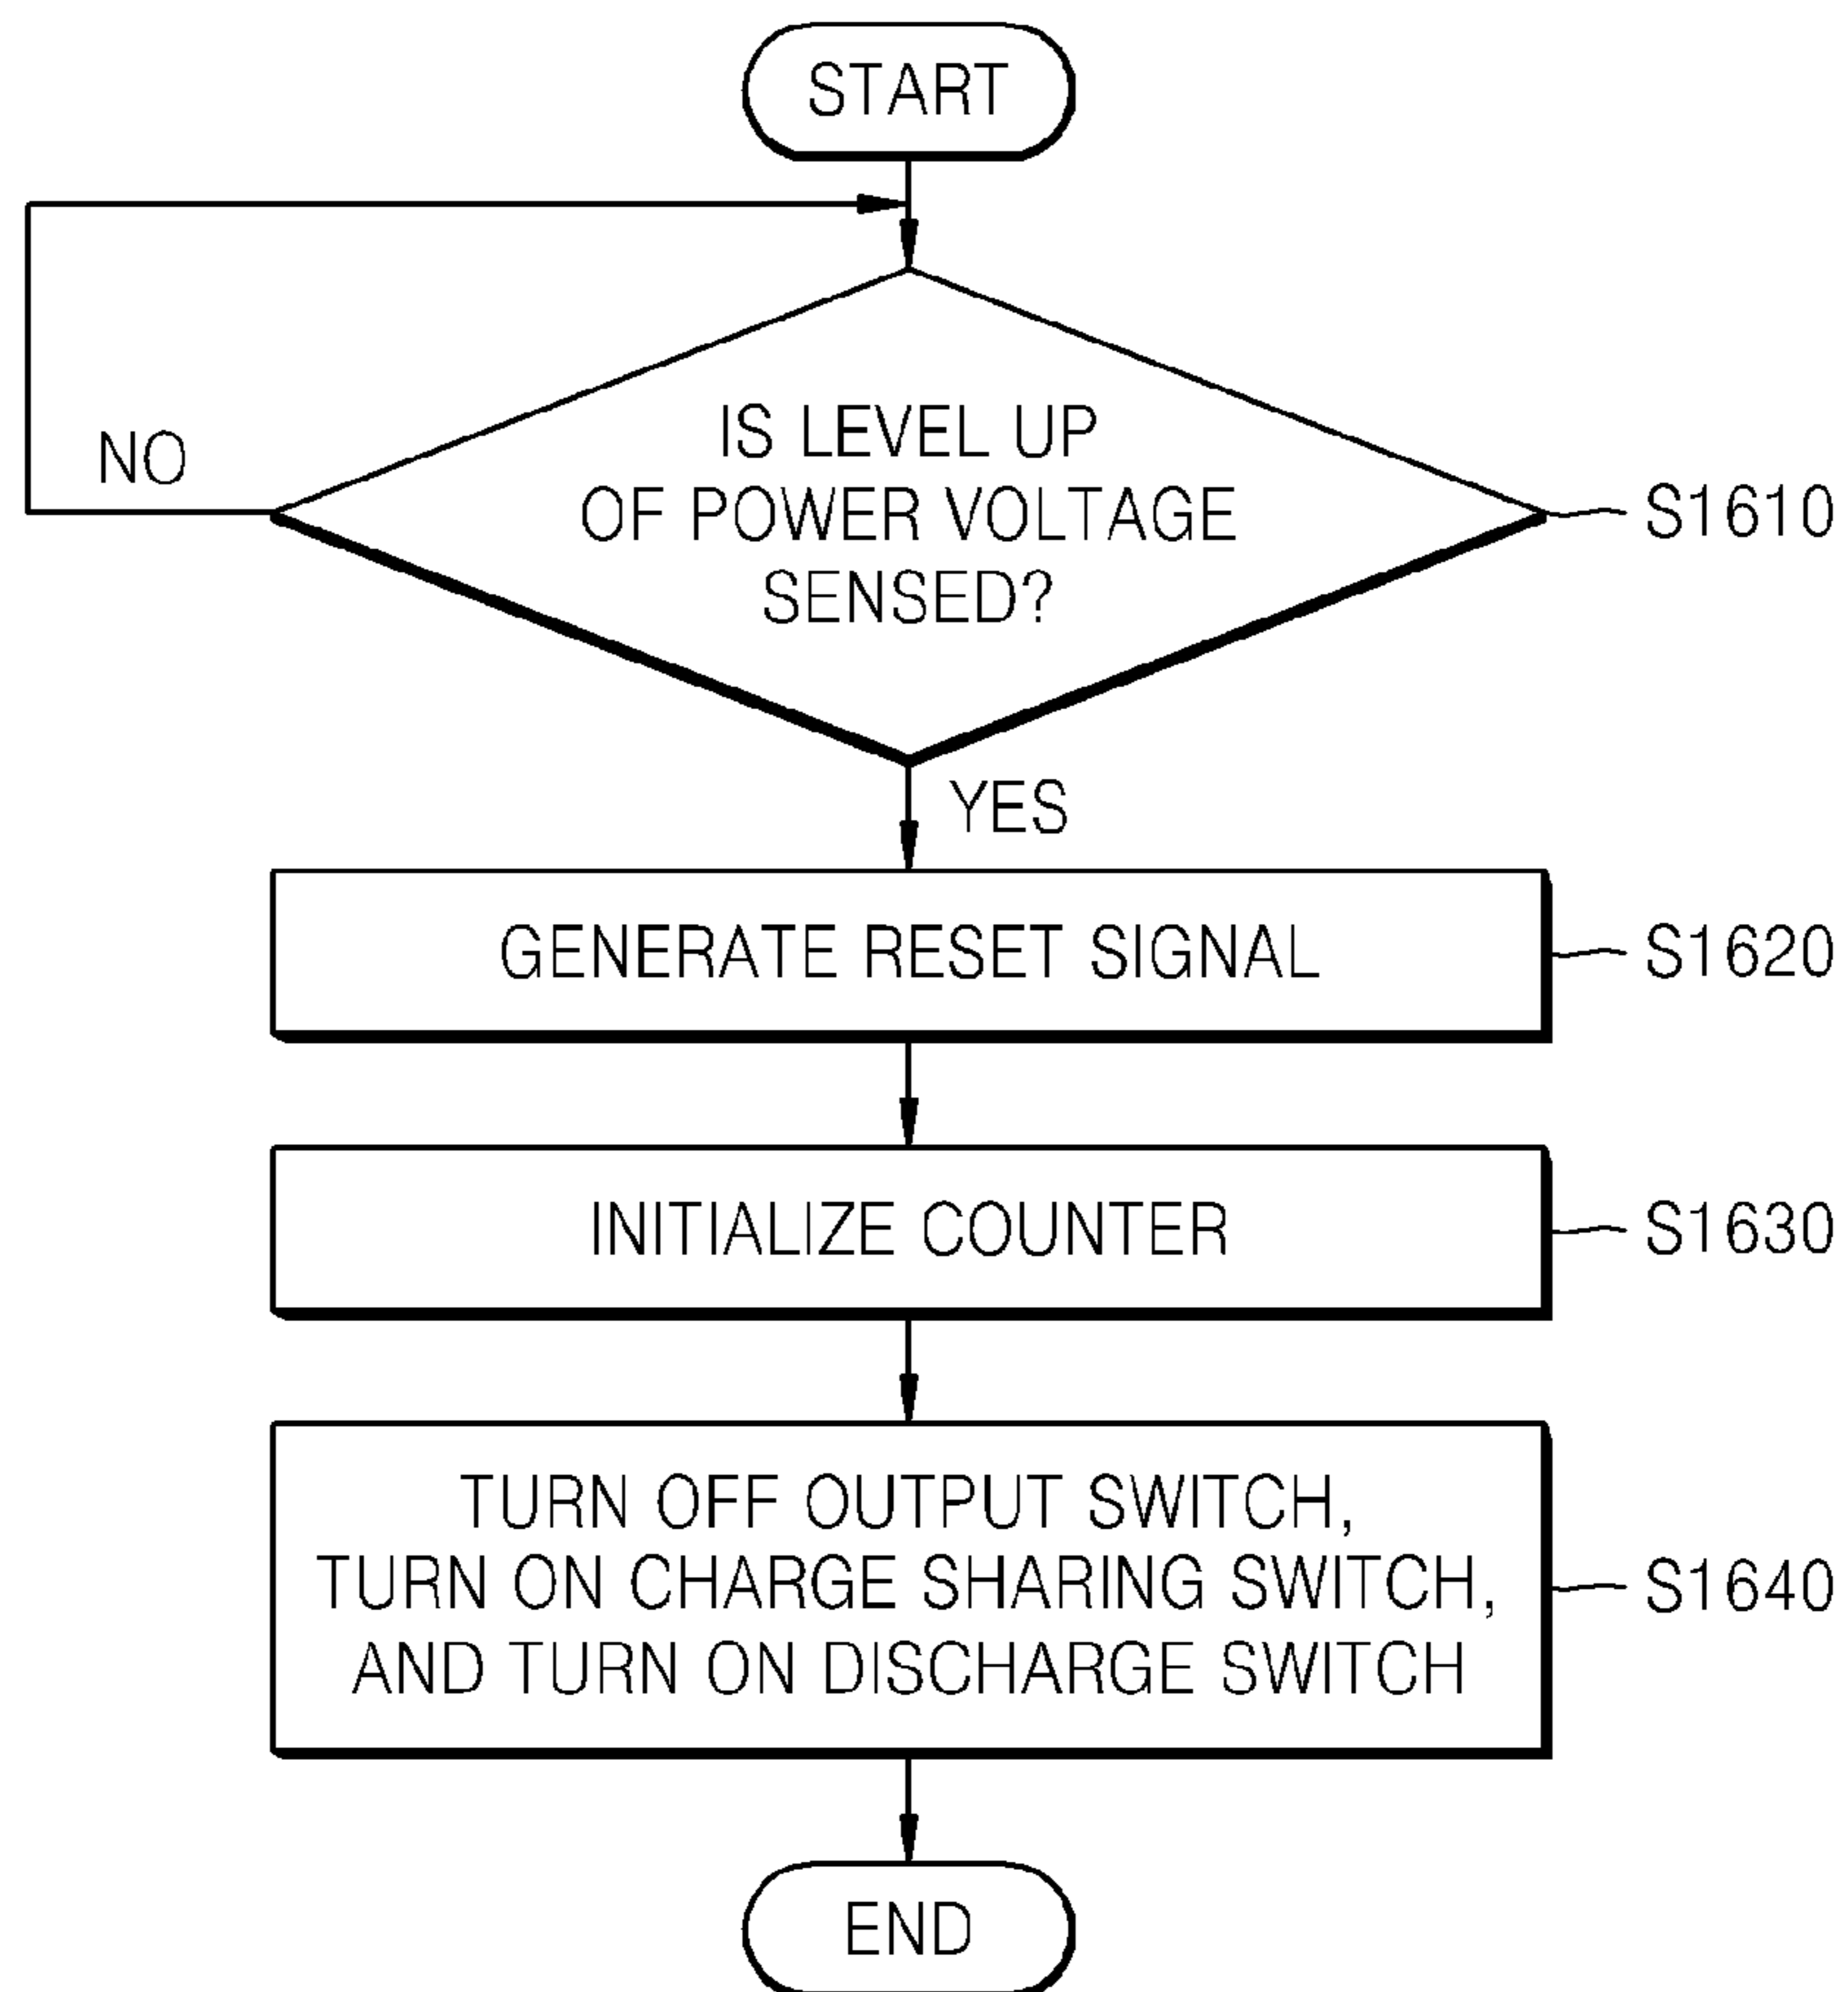 START
NO
IS LEVEL UP
OF POWER VOLTAGE
SENSED?
S1610
YES
GENERATE RESET SIGNAL
S1620
INITIALIZE COUNTER
S1630
TURN OFF OUTPUT SWITCH,
TURN ON CHARGE SHARING SWITCH,
AND TURN ON DISCHARGE SWITCH
S1640
END